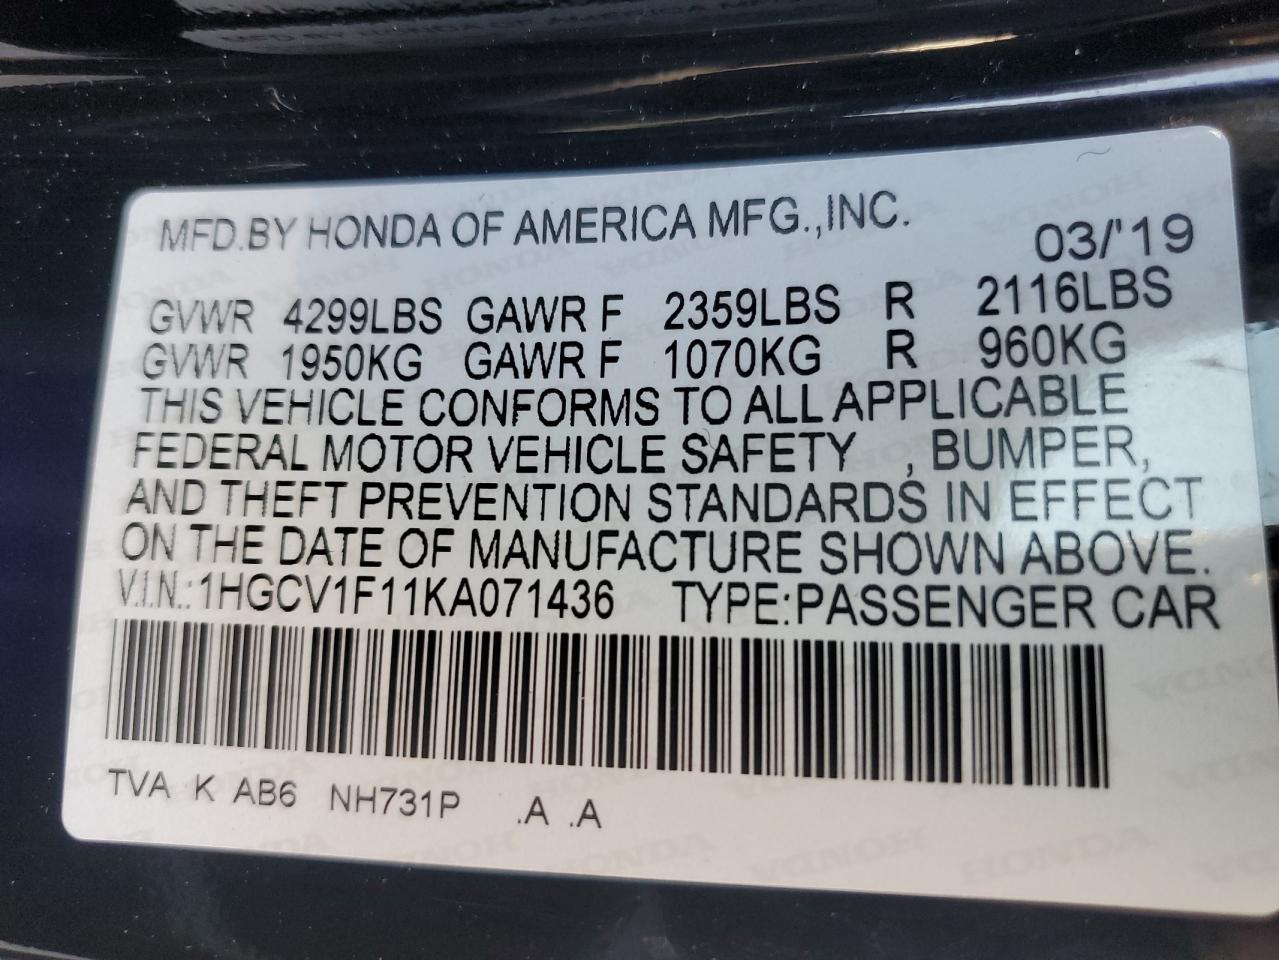 MFD.BY HONDA OF AMERICA MFG.,INC. 03/'19
GVWR 4299LBS GAWR F 2359LBS R 2116LBS
GVWR 1950KG GAWR F 1070KG R 960KG
THIS VEHICLE CONFORMS TO ALL APPLICABLE
FEDERAL MOTOR VEHICLE SAFETY , BUMPER,
AND THEFT PREVENTION STANDARDS IN EFFECT
ON THE DATE OF MANUFACTURE SHOWN ABOVE.
V.I.N.:1HGCV1F11KA071436 TYPE:PASSENGER CAR
TVA K AB6 NH731P .A .A